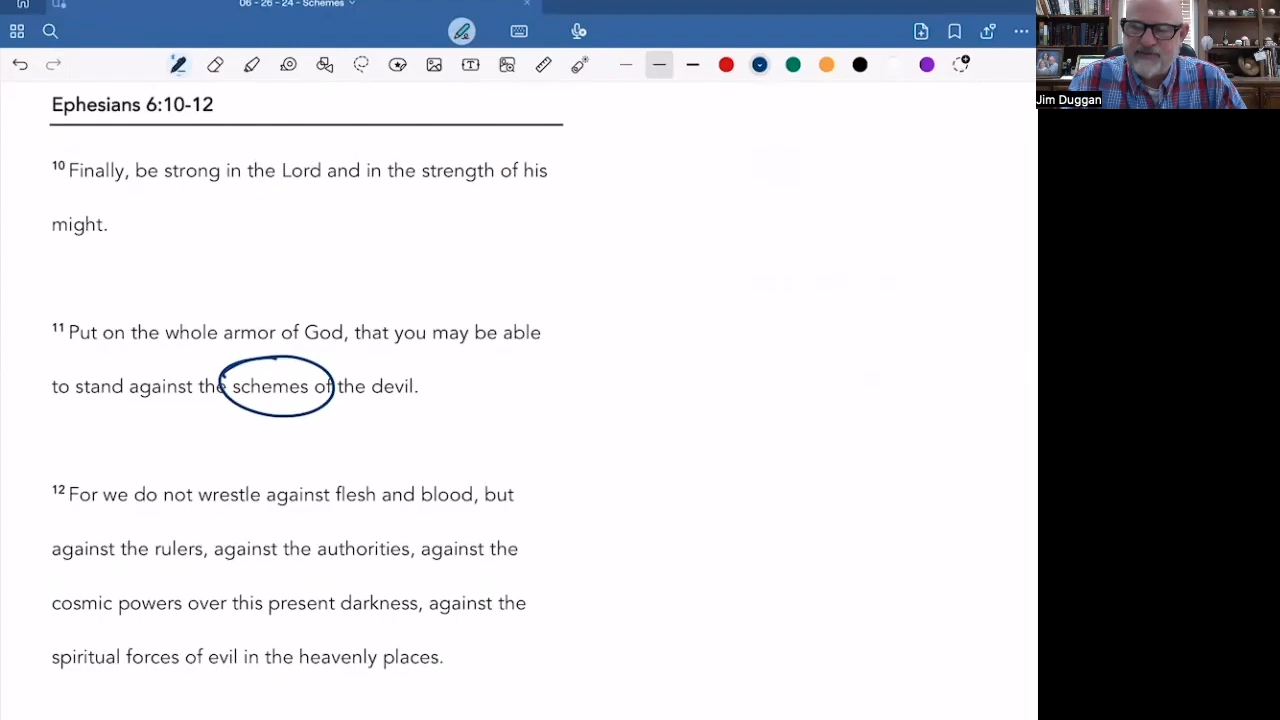 06 - 26 - 24 - Schemes
Jim Duggan
Ephesians 6:10-12
10 Finally, be strong in the Lord and in the strength of his
might.
11 Put on the whole armor of God, that you may be able
to stand against the schemes of the devil.
12 For we do not wrestle against flesh and blood, but
against the rulers, against the authorities, against the
cosmic powers over this present darkness, against the
spiritual forces of evil in the heavenly places.